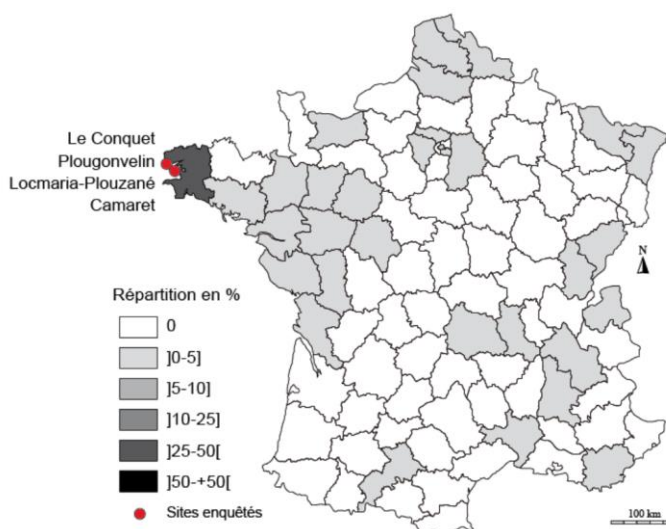 Le Conquet
Plougonvelin
Locmaria-Plouzané
Camaret
N
Répartition en %
0
]0-5]
]5-10]
]10-25]
]25-50[
]50-+50[
Sites enquêtés
100 km